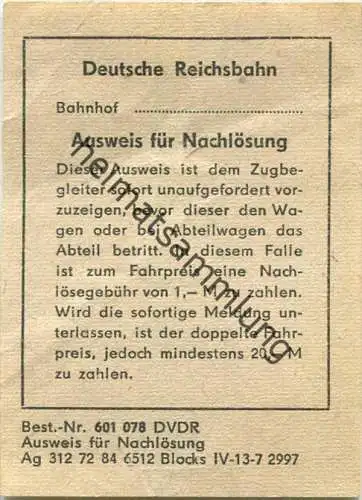 Deutsche Reichsbahn
Bahnhof
Ausweis für Nachlösung
Dieser Ausweis ist dem Zugbe-
gleiter sofort unaufgefordert vor-
zuzeigen, bevor dieser den Wa-
gen oder bei Abteilwagen das
Abteil betritt. In diesem Falle
ist zum Fahrpreis eine Nach-
lösegebühr von 1,– M zu zahlen.
Wird die sofortige Meldung un-
terlassen, ist der doppelte Fahr-
preis, jedoch mindestens 20,– M
zu zahlen.
Best.-Nr. 601 078 DVDR
Ausweis für Nachlösung
Ag 312 72 84 6512 Blocks IV-13-7 2997
heimatsammlung